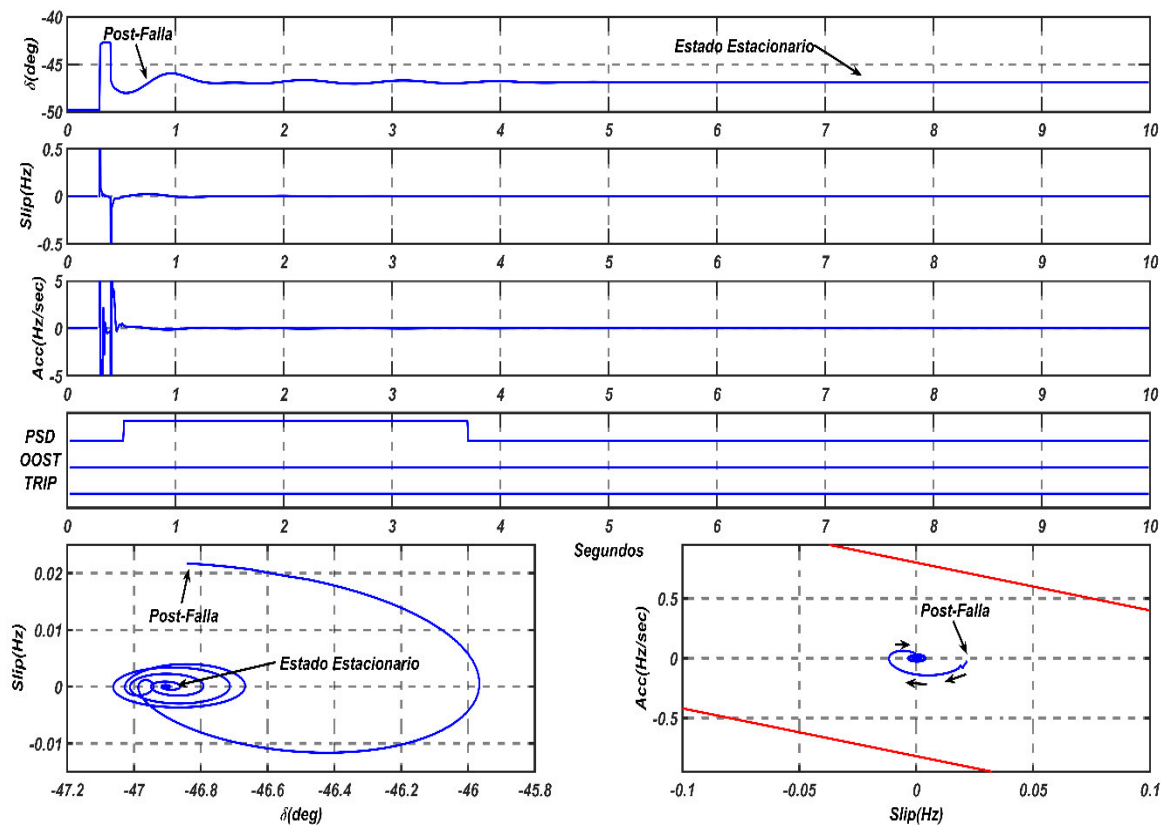 δ(deg)
-40
-45
-50
Post-Falla
Estado Estacionario
0 1 2 3 4 5 6 7 8 9 10
Slip(Hz)
0.5
0
-0.5
0 1 2 3 4 5 6 7 8 9 10
Acc(Hz/sec)
5
0
-5
0 1 2 3 4 5 6 7 8 9 10
PSD
OOST
TRIP
0 1 2 3 4 5 6 7 8 9 10
Segundos
Slip(Hz)
0.02
0.01
0
-0.01
Post-Falla
Estado Estacionario
-47.2 -47 -46.8 -46.6 -46.4 -46.2 -46 -45.8
δ(deg)
Acc(Hz/sec)
0.5
0
-0.5
Post-Falla
-0.1 -0.05 0 0.05 0.1
Slip(Hz)